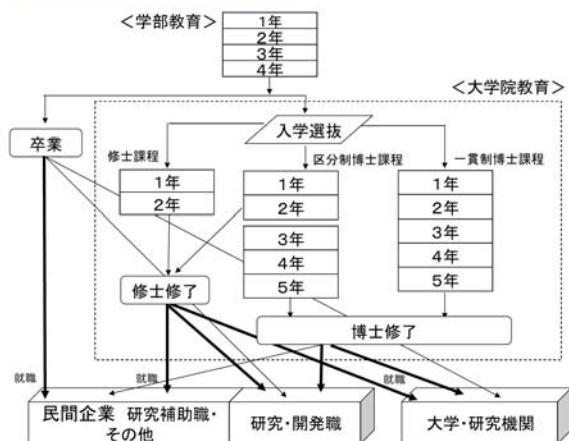 ＜学部教育＞
1年
2年
3年
4年
＜大学院教育＞
入学選抜
卒業
修士課程
区分制博士課程
一貫制博士課程
1年
2年
1年
2年
3年
4年
5年
1年
2年
3年
4年
5年
修士修了
博士修了
就職
就職
就職
民間企業 研究補助職・
その他
研究・開発職
大学・研究機関